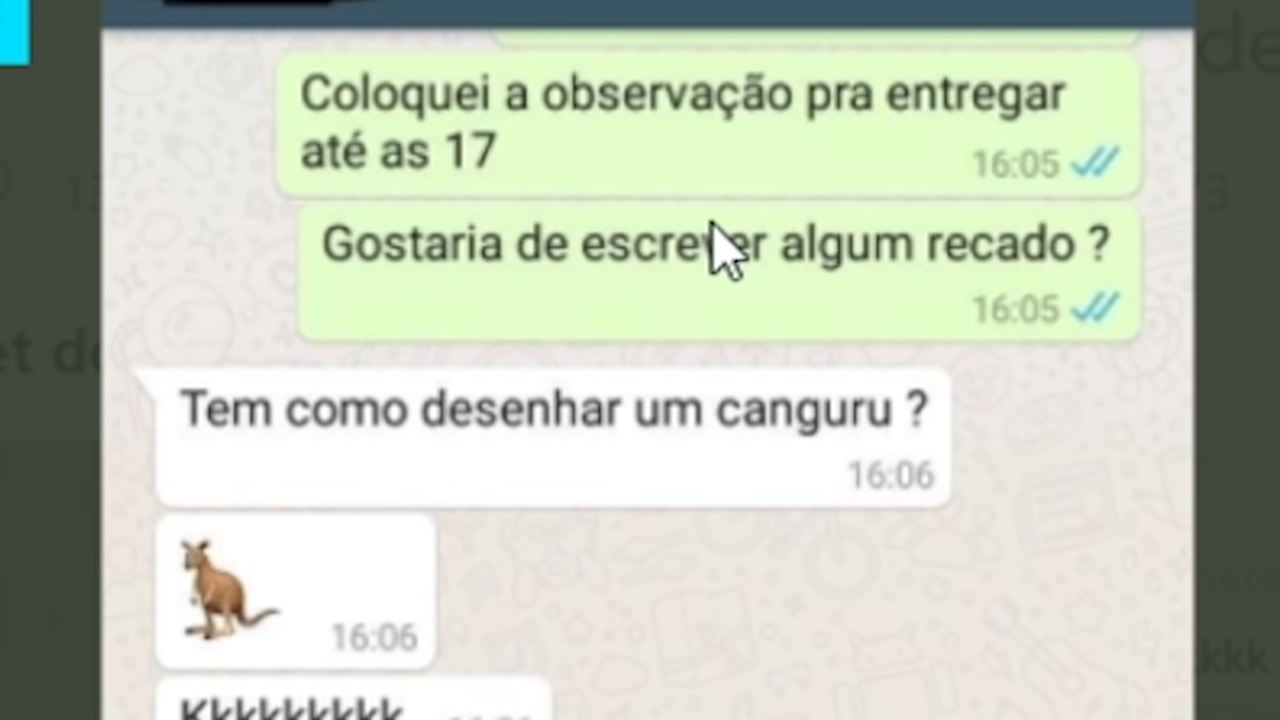 Coloquei a observação pra entregar
até as 17
16:05
Gostaria de escrever algum recado ?
16:05
Tem como desenhar um canguru ?
16:06
🦘
16:06
Kkkkkkkkk